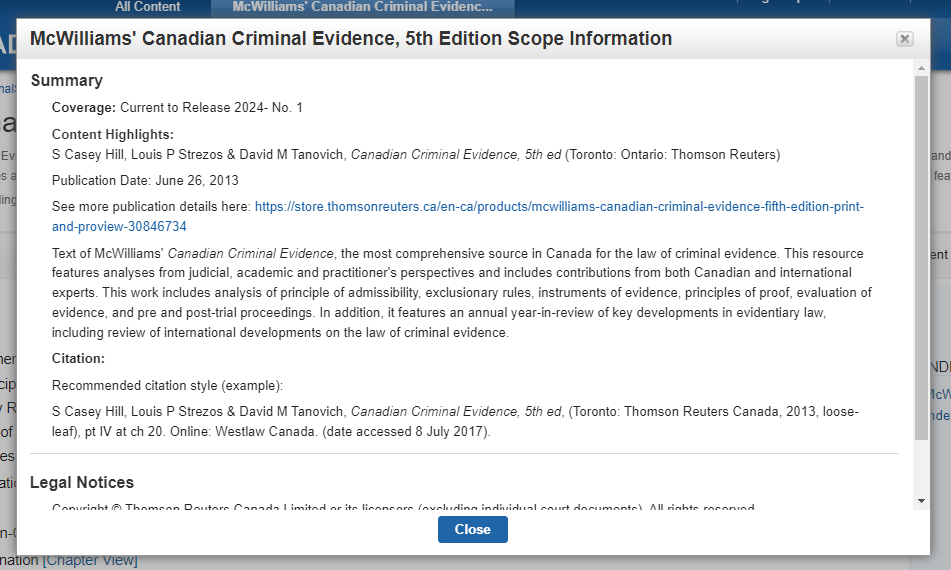 All Content
McWilliams' Canadian Criminal Evidenc...
McWilliams' Canadian Criminal Evidence, 5th Edition Scope Information
Summary
Coverage: Current to Release 2024- No. 1
Content Highlights:
S Casey Hill, Louis P Strezos & David M Tanovich, Canadian Criminal Evidence, 5th ed (Toronto: Ontario: Thomson Reuters)
Publication Date: June 26, 2013
See more publication details here: https://store.thomsonreuters.ca/en-ca/products/mcwilliams-canadian-criminal-evidence-fifth-edition-print-
and-proview-30846734
Text of McWilliams' Canadian Criminal Evidence, the most comprehensive source in Canada for the law of criminal evidence. This resource
features analyses from judicial, academic and practitioner's perspectives and includes contributions from both Canadian and international
experts. This work includes analysis of principle of admissibility, exclusionary rules, instruments of evidence, principles of proof, evaluation of
evidence, and pre and post-trial proceedings. In addition, it features an annual year-in-review of key developments in evidentiary law,
including review of international developments on the law of criminal evidence.
Citation:
Recommended citation style (example):
S Casey Hill, Louis P Strezos & David M Tanovich, Canadian Criminal Evidence, 5th ed, (Toronto: Thomson Reuters Canada, 2013, loose-
leaf), pt IV at ch 20. Online: Westlaw Canada. (date accessed 8 July 2017).
Legal Notices
Copyright © Thomson Reuters Canada Limited or its licensors (excluding individual court documents). All rights reserved.
Close
[Chapter View]